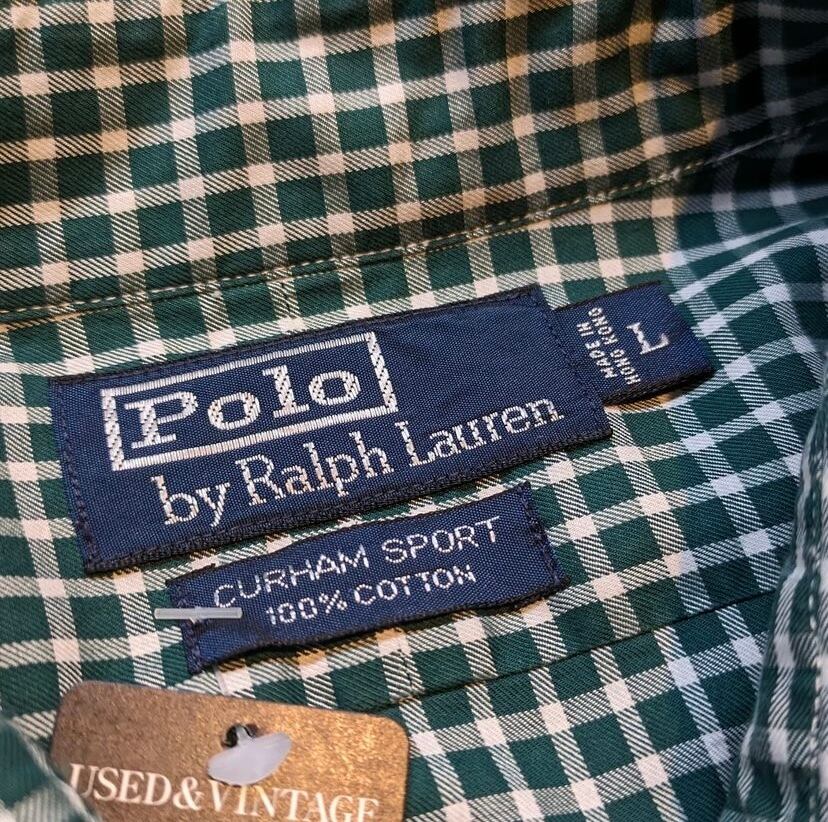 Polo
by Ralph Lauren
MADE IN
HONG KONG
L
CURHAM SPORT
100% COTTON
USED&VINTAGE